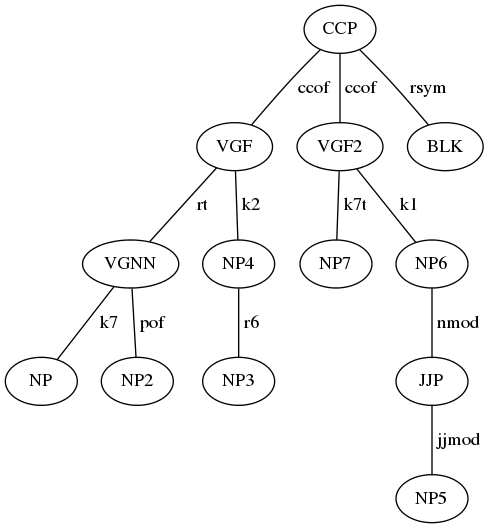 CCP
ccof ccof rsym
VGF VGF2 BLK
rt k2 k7t k1
VGNN NP4 NP7 NP6
k7 pof r6 nmod
NP NP2 NP3 JJP
jjmod
NP5